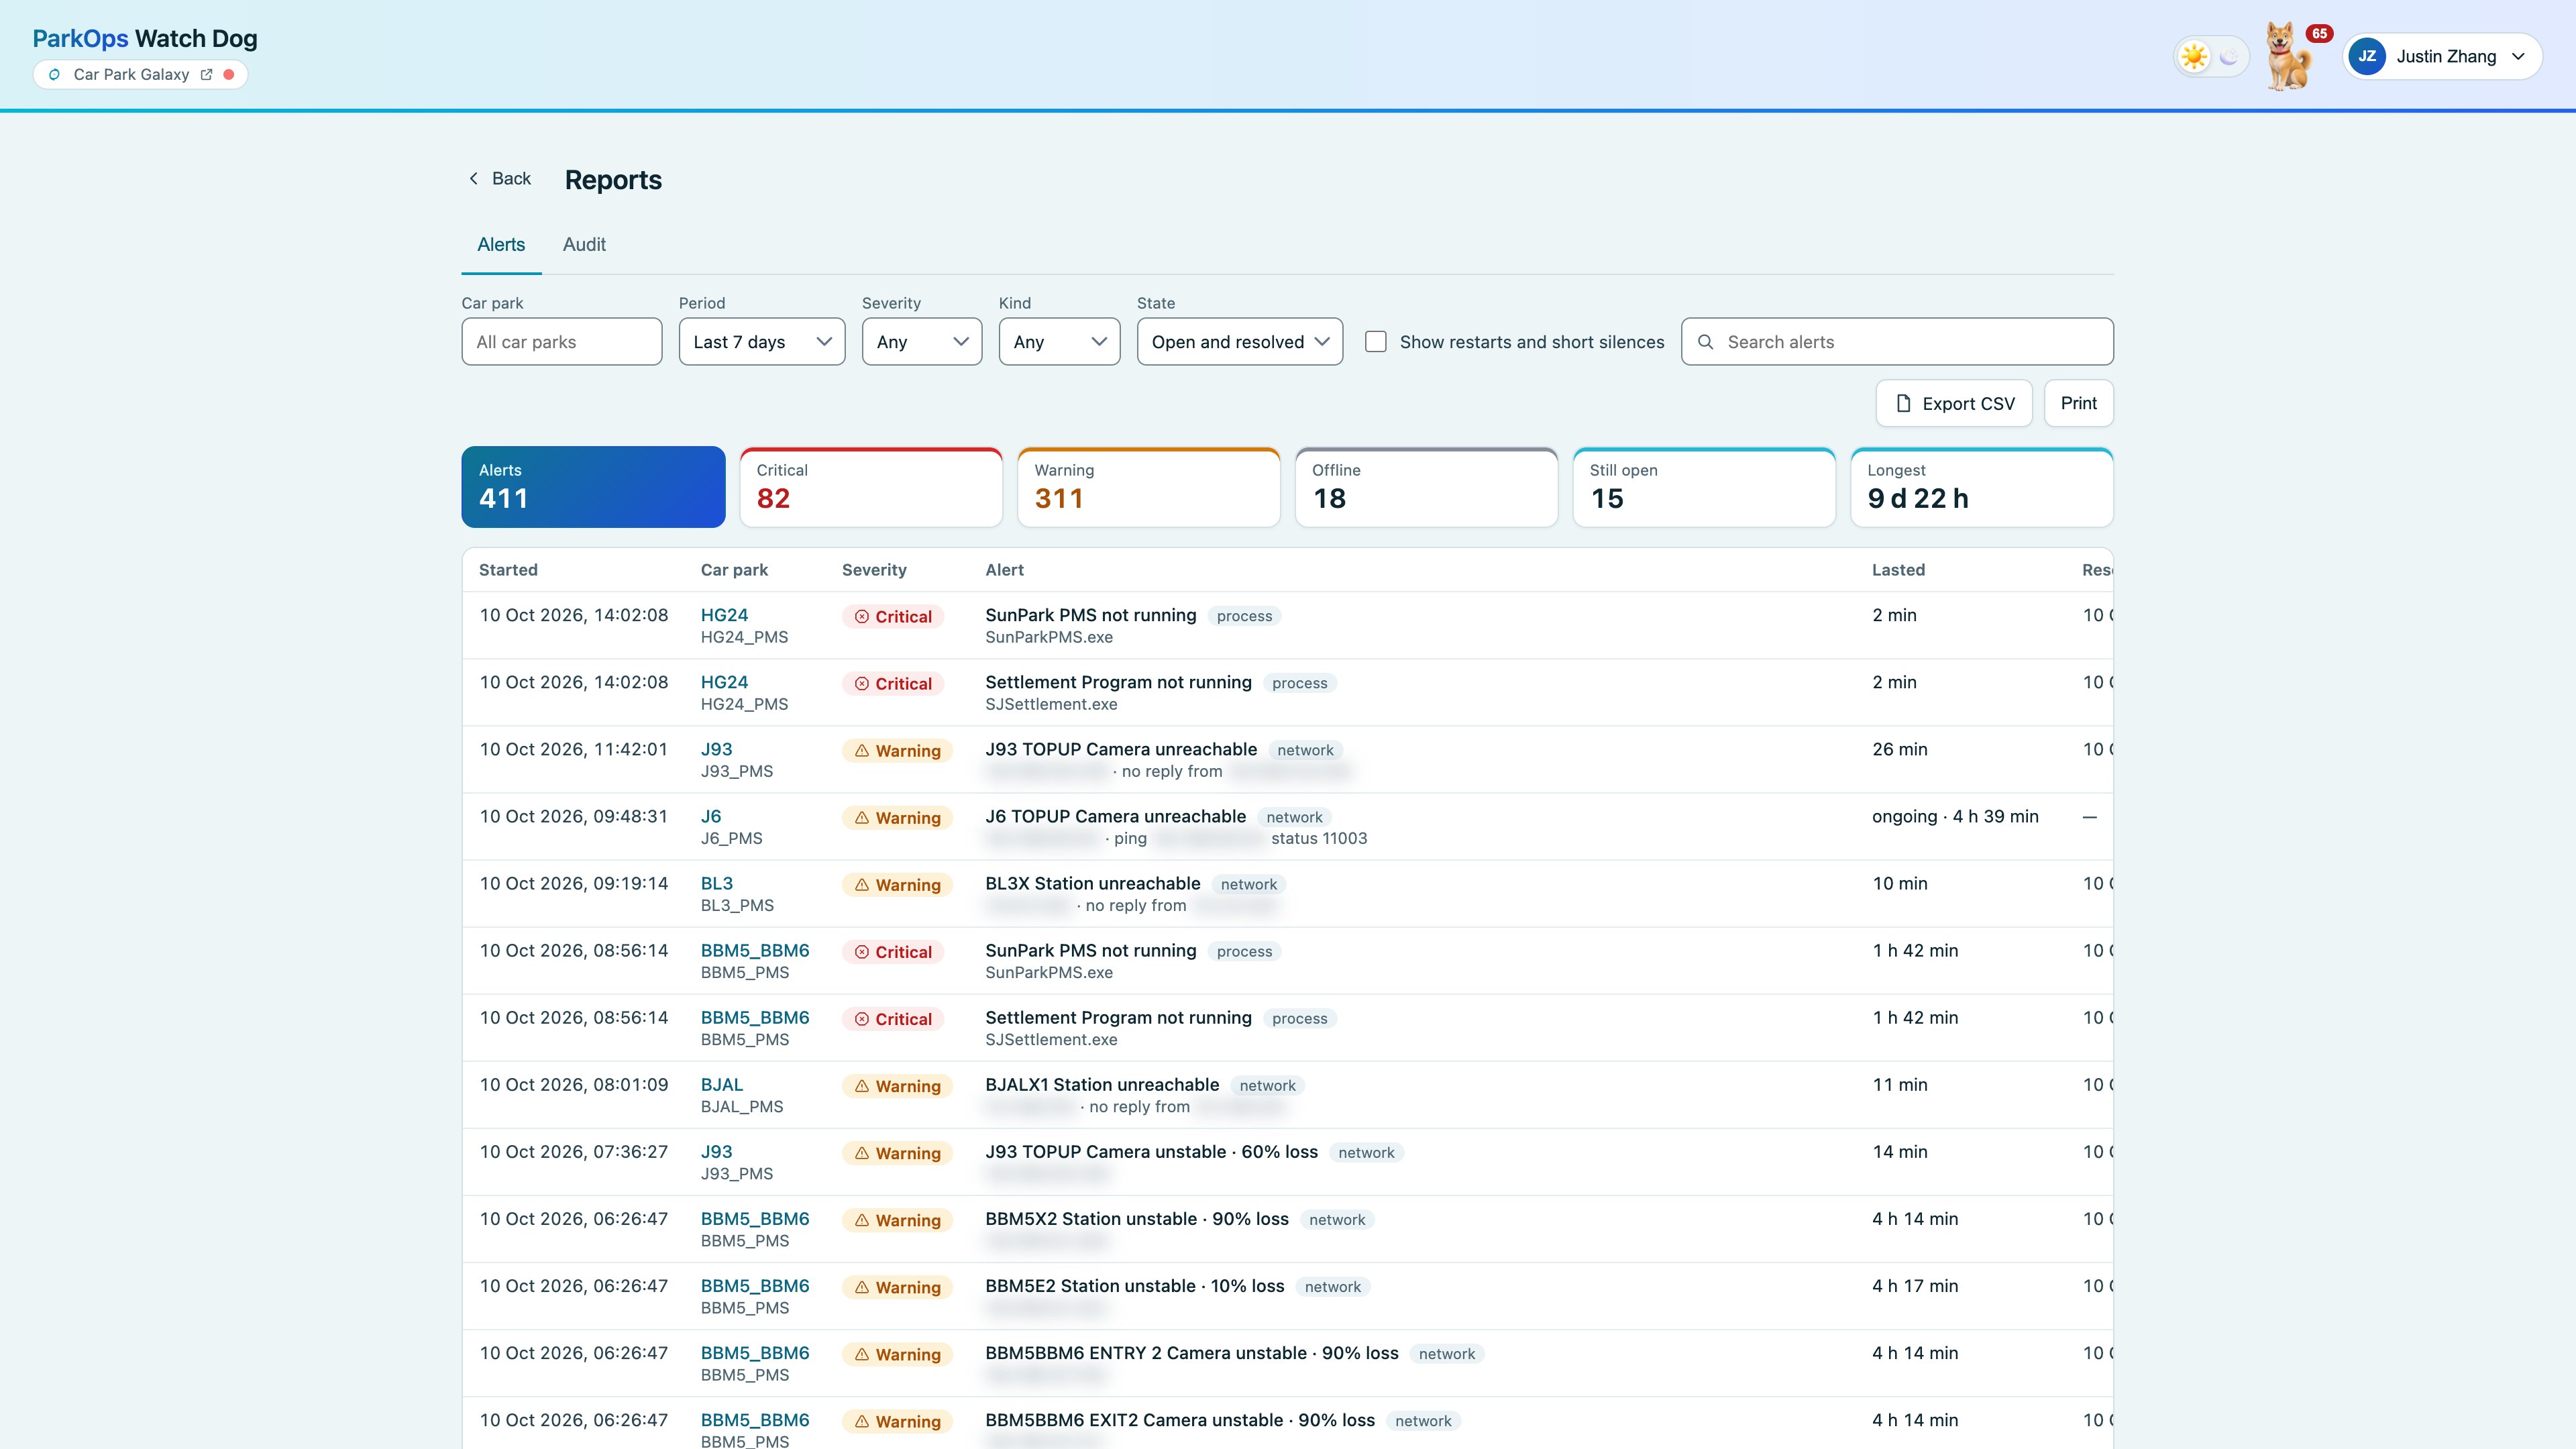 ParkOps Watch Dog
Car Park Galaxy
65
JZ Justin Zhang
Back
Reports
Alerts Audit
Car park Period Severity Kind State
All car parks Last 7 days Any Any Open and resolved Show restarts and short silences Search alerts
Export CSV Print
Alerts Critical Warning Offline Still open Longest
411 82 311 18 15 9 d 22 h
Started Car park Severity Alert Lasted
10 Oct 2026, 14:02:08 HG24 Critical SunPark PMS not running process 2 min 10
HG24_PMS SunParkPMS.exe
10 Oct 2026, 14:02:08 HG24 Critical Settlement Program not running process 2 min 10
HG24_PMS SJSettlement.exe
10 Oct 2026, 11:42:01 J93 Warning J93 TOPUP Camera unreachable network 26 min 10
J93_PMS · no reply from
10 Oct 2026, 09:48:31 J6 Warning J6 TOPUP Camera unreachable network ongoing · 4 h 39 min —
J6_PMS · ping status 11003
10 Oct 2026, 09:19:14 BL3 Warning BL3X Station unreachable network 10 min 10
BL3_PMS · no reply from
10 Oct 2026, 08:56:14 BBM5_BBM6 Critical SunPark PMS not running process 1 h 42 min 10
BBM5_PMS SunParkPMS.exe
10 Oct 2026, 08:56:14 BBM5_BBM6 Critical Settlement Program not running process 1 h 42 min 10
BBM5_PMS SJSettlement.exe
10 Oct 2026, 08:01:09 BJAL Warning BJALX1 Station unreachable network 11 min 10
BJAL_PMS · no reply from
10 Oct 2026, 07:36:27 J93 Warning J93 TOPUP Camera unstable · 60% loss network 14 min 10
J93_PMS
10 Oct 2026, 06:26:47 BBM5_BBM6 Warning BBM5X2 Station unstable · 90% loss network 4 h 14 min 10
BBM5_PMS
10 Oct 2026, 06:26:47 BBM5_BBM6 Warning BBM5E2 Station unstable · 10% loss network 4 h 17 min 10
BBM5_PMS
10 Oct 2026, 06:26:47 BBM5_BBM6 Warning BBM5BBM6 ENTRY 2 Camera unstable · 90% loss network 4 h 14 min 10
BBM5_PMS
10 Oct 2026, 06:26:47 BBM5_BBM6 Warning BBM5BBM6 EXIT2 Camera unstable · 90% loss network 4 h 14 min 10
BBM5_PMS